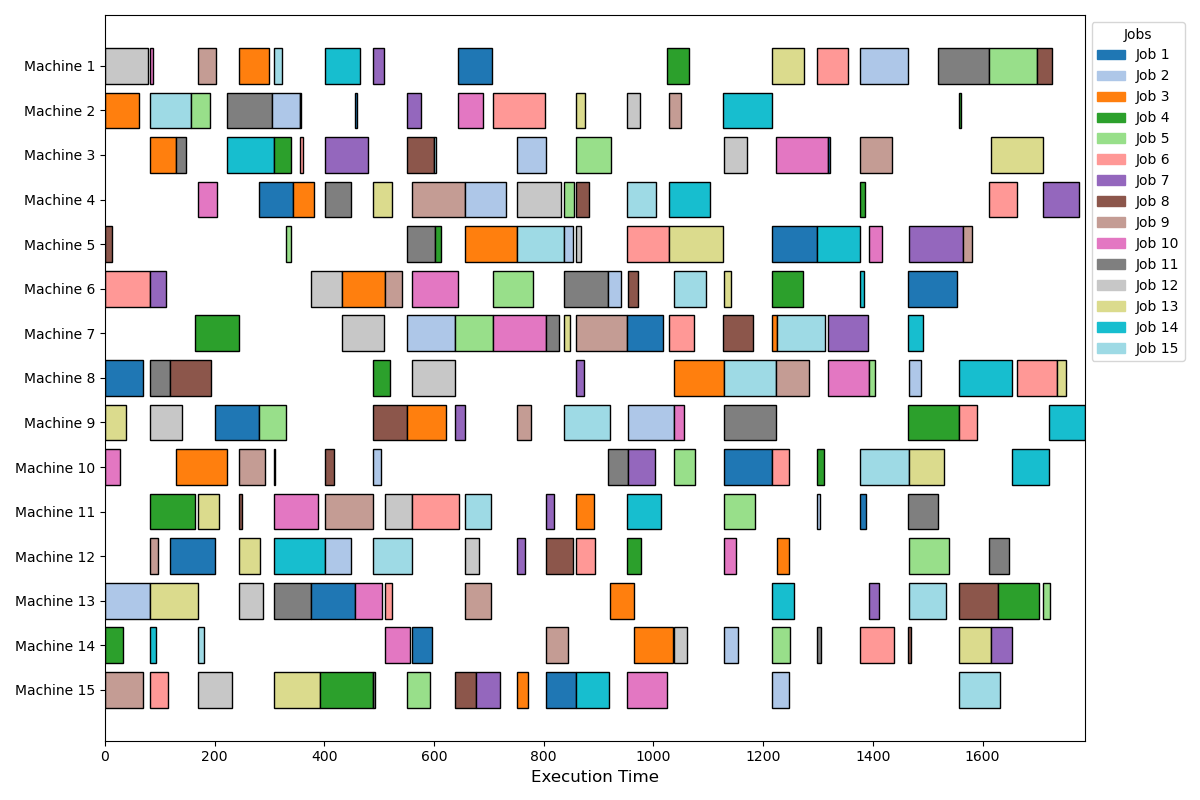 Machine 1
Machine 2
Machine 3
Machine 4
Machine 5
Machine 6
Machine 7
Machine 8
Machine 9
Machine 10
Machine 11
Machine 12
Machine 13
Machine 14
Machine 15
0 200 400 600 800 1000 1200 1400 1600
Execution Time
Jobs
Job 1
Job 2
Job 3
Job 4
Job 5
Job 6
Job 7
Job 8
Job 9
Job 10
Job 11
Job 12
Job 13
Job 14
Job 15